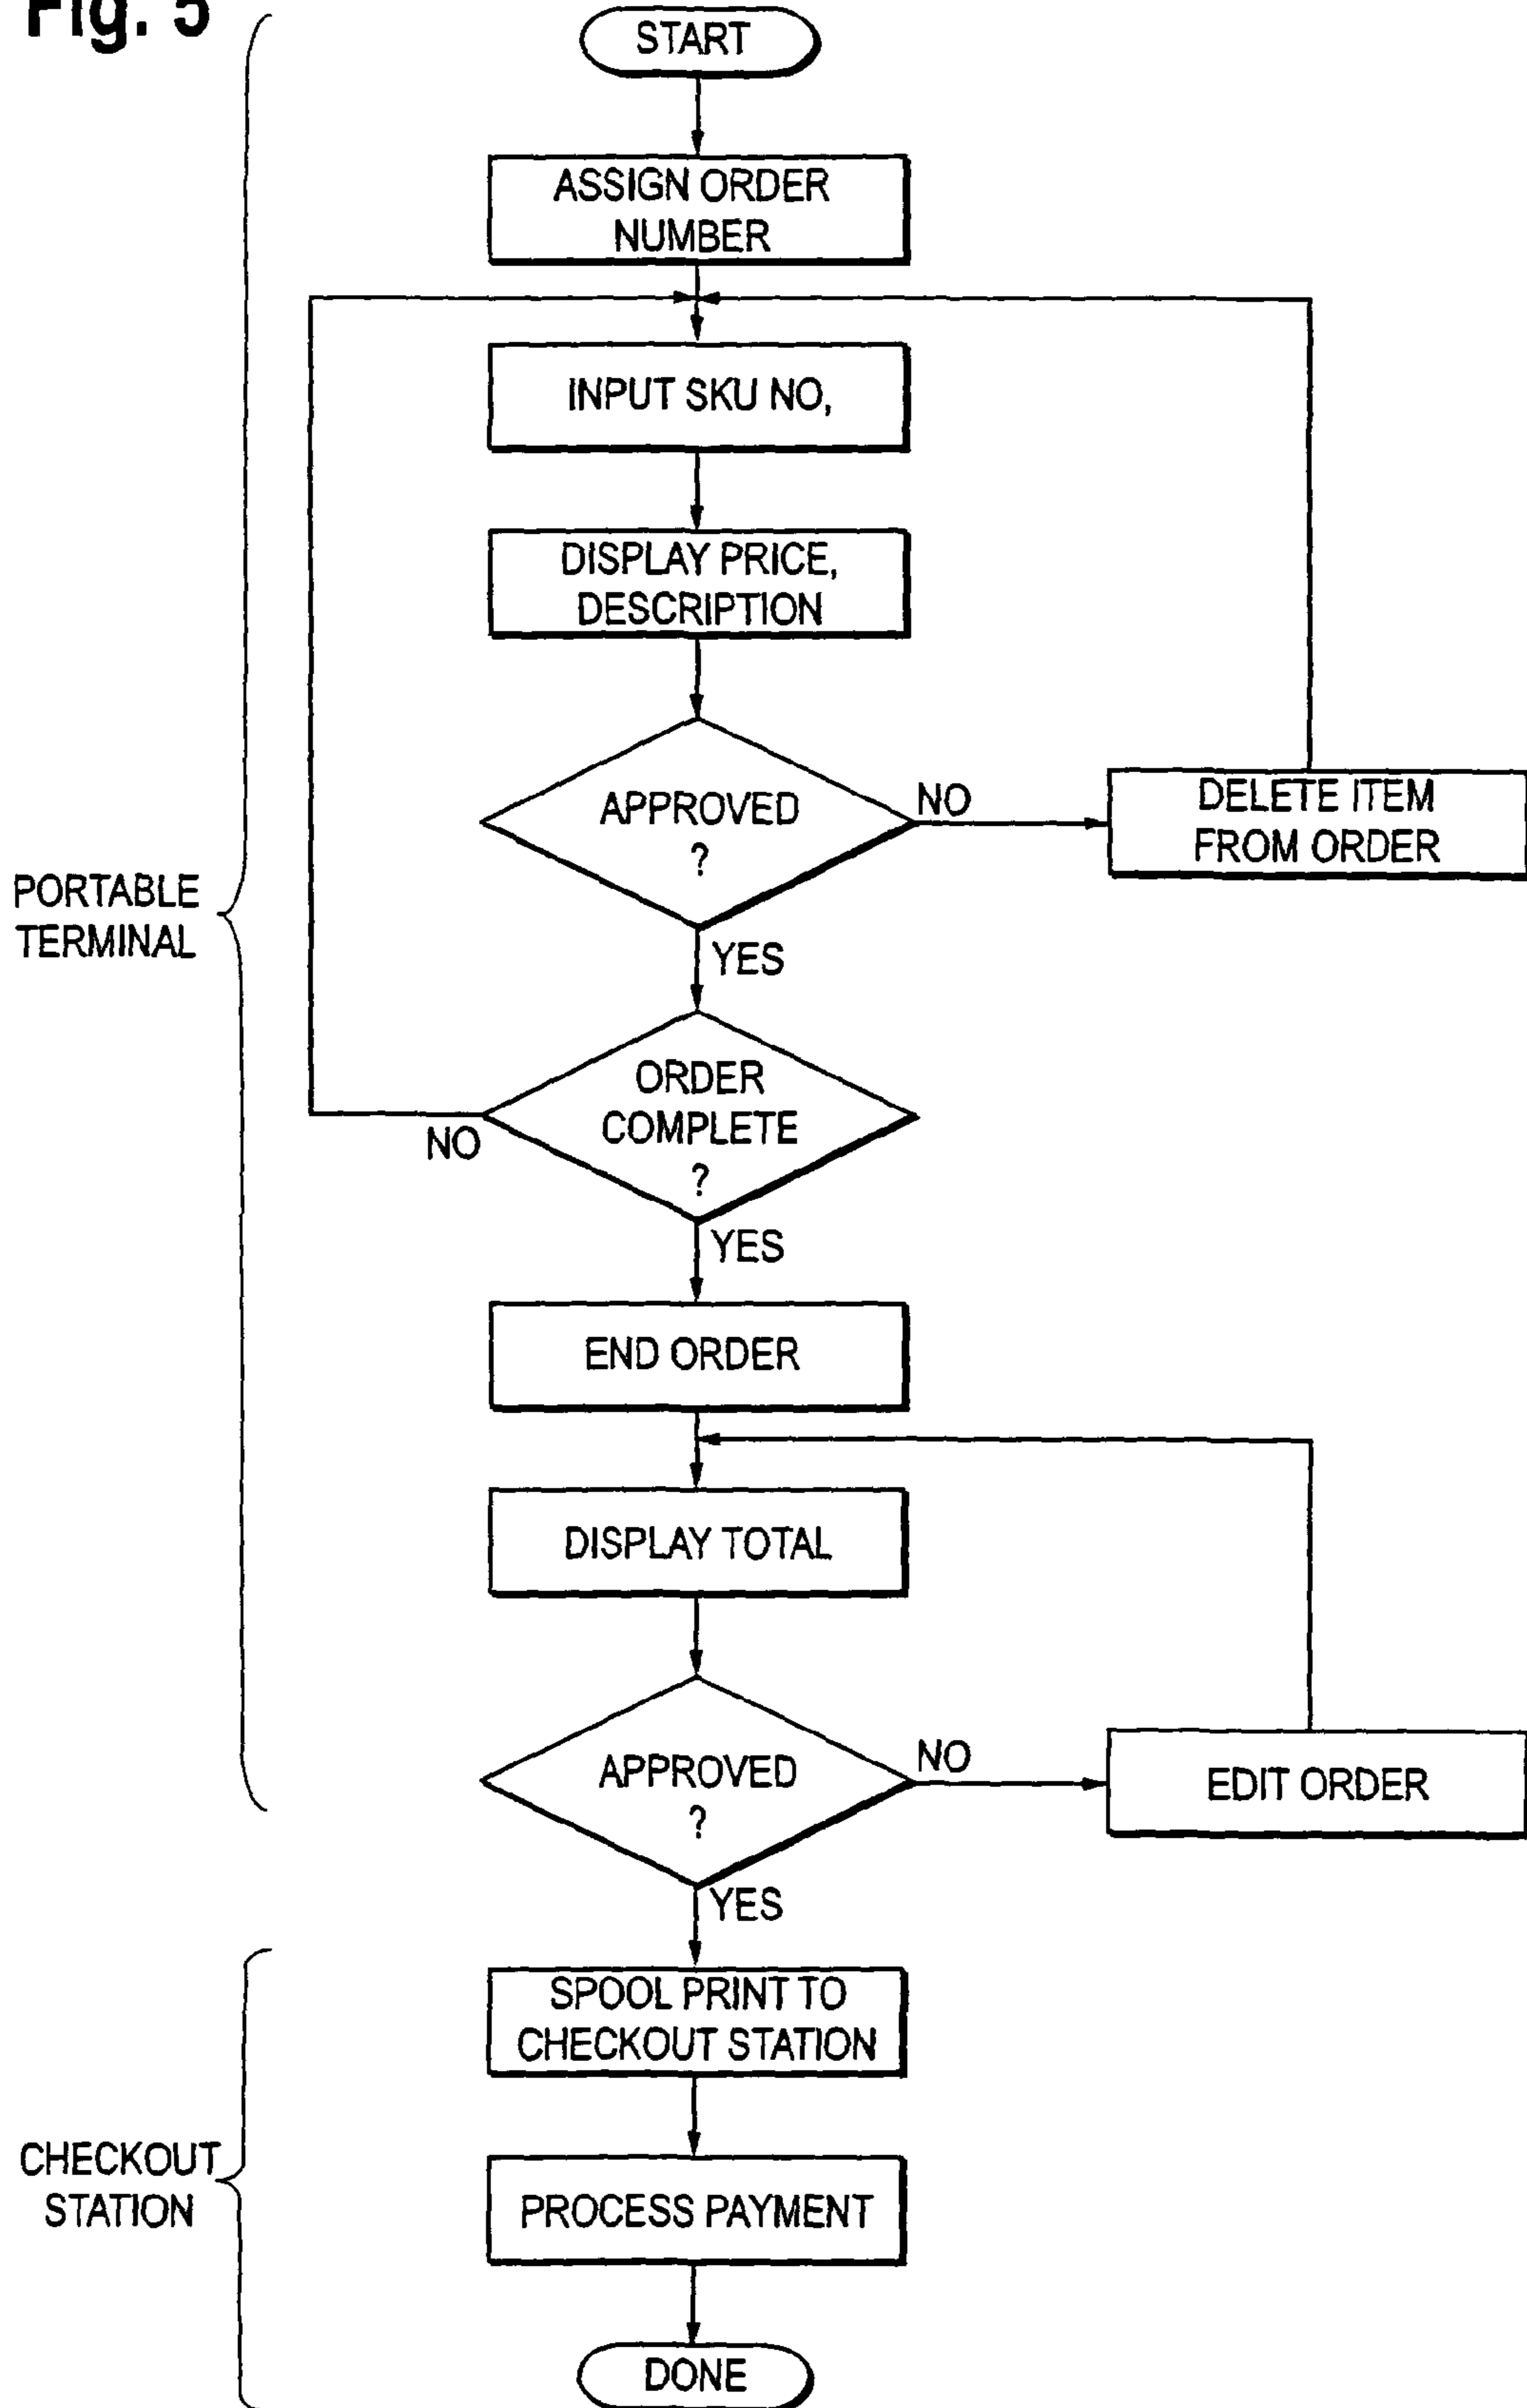 Fig. 5
START
ASSIGN ORDER
NUMBER
INPUT SKU NO,
DISPLAY PRICE,
DESCRIPTION
APPROVED
?
NO
DELETE ITEM
FROM ORDER
PORTABLE
TERMINAL
YES
ORDER
COMPLETE
?
NO
YES
END ORDER
DISPLAY TOTAL
APPROVED
?
NO
EDIT ORDER
YES
SPOOL PRINT TO
CHECKOUT STATION
CHECKOUT
STATION
PROCESS PAYMENT
DONE